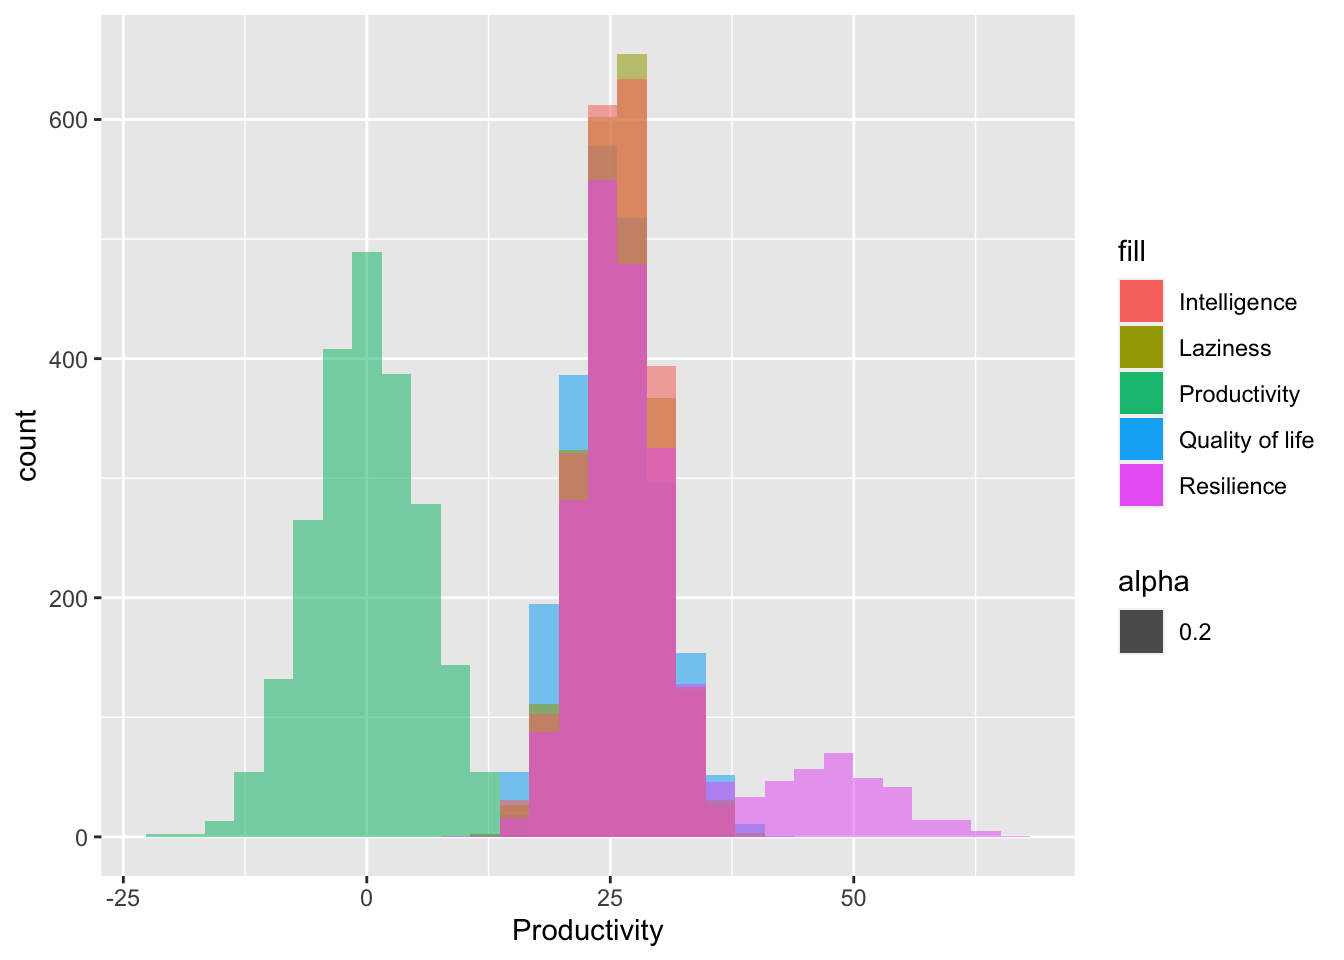 600
400
200
0
count
-25
0
25
50
Productivity
fill
Intelligence
Laziness
Productivity
Quality of life
Resilience
alpha
0.2